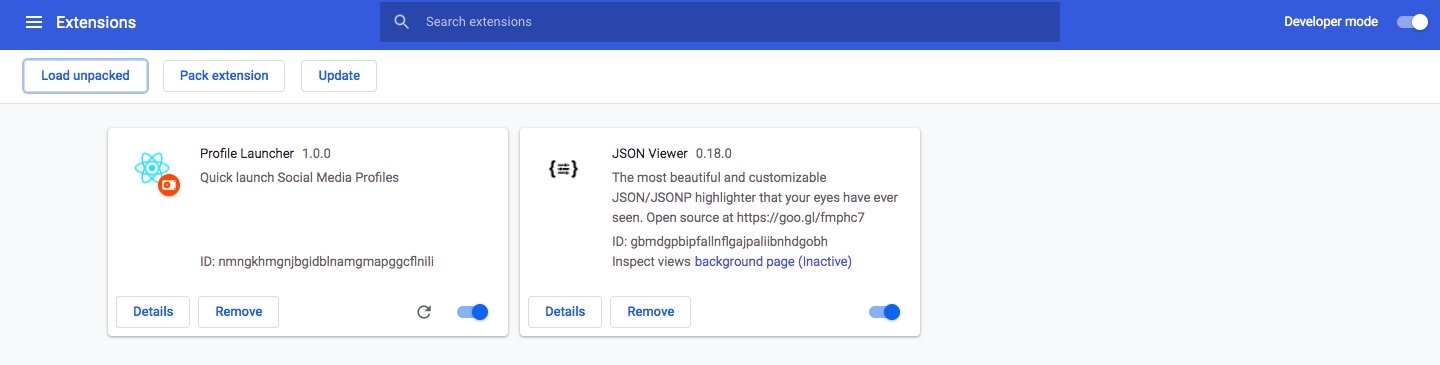 Extensions
Search extensions
Developer mode
Load unpacked
Pack extension
Update
Profile Launcher 1.0.0
Quick launch Social Media Profiles
ID: nmngkhmgnjbgidblnamgmapggcflnili
Details
Remove
JSON Viewer 0.18.0
The most beautiful and customizable
JSON/JSONP highlighter that your eyes have ever
seen. Open source at https://goo.gl/fmphc7
ID: gbmdgpbipfallnflgajpaliibnhdgobh
Inspect views background page (Inactive)
Details
Remove